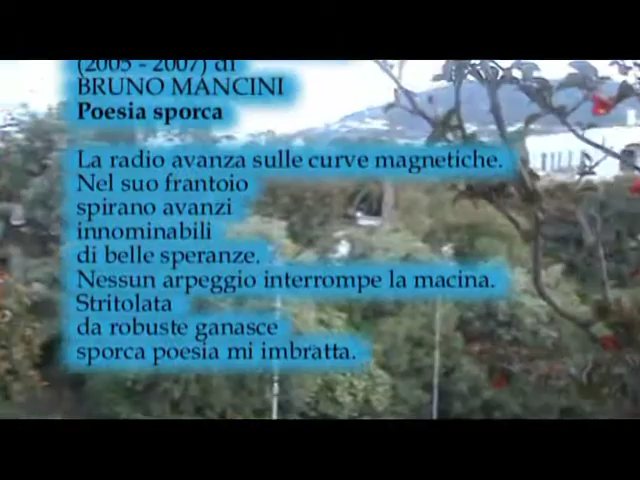 (2005 - 2007) di
BRUNO MANCINI
Poesia sporca
La radio avanza sulle curve magnetiche.
Nel suo frantoio
spirano avanzi
innominabili
di belle speranze.
Nessun arpeggio interrompe la macina.
Stritolata
da robuste ganasce
sporca poesia mi imbratta.